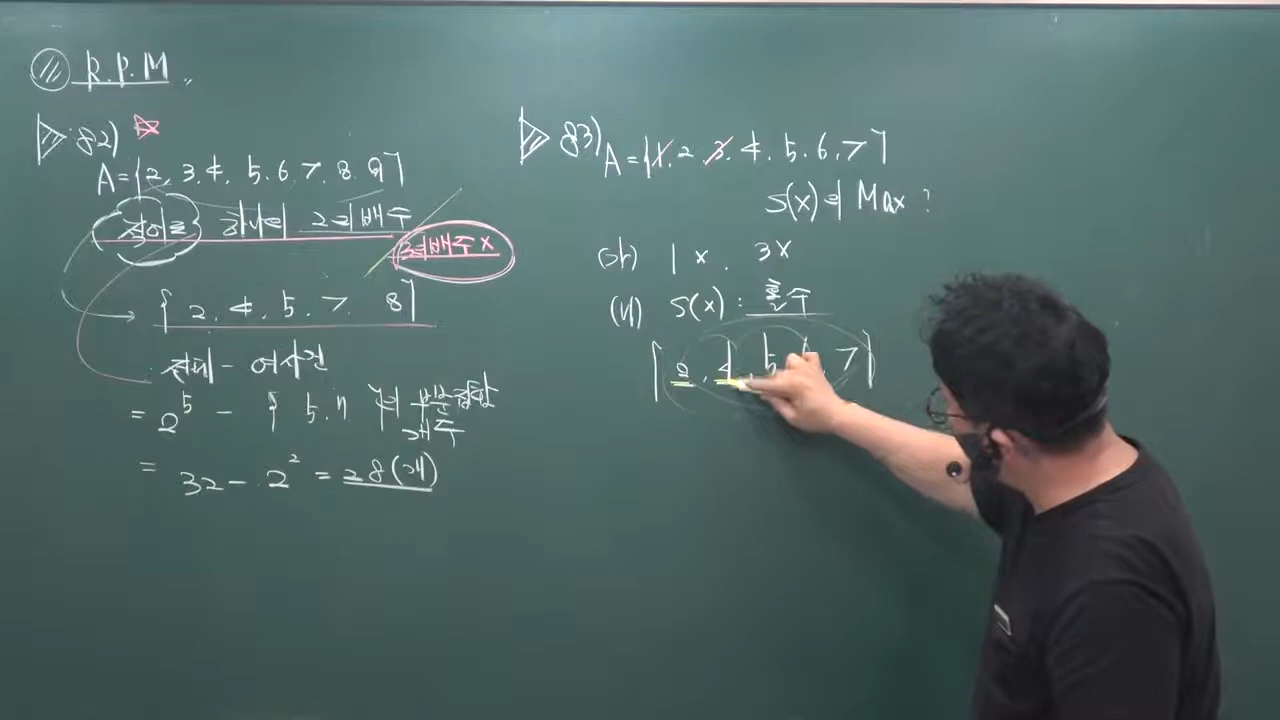 R.P.M
82)
A={2, 3, 4, 5, 6, 7, 8, 9}
적어도 하나의 2의배수
3의배수 x
{ 2, 4, 5, 7, 8}
전체 - 여사건
= 2⁵ - { 5, 7 }의 부분집합
개수
= 32 - 2² = 28(개)
83)
A={1, 2, 3, 4, 5, 6, 7}
S(x)의 Max ?
(가) 1 x, 3x
(나) S(x) : 홀수
{ 2, 4, 5, 7}